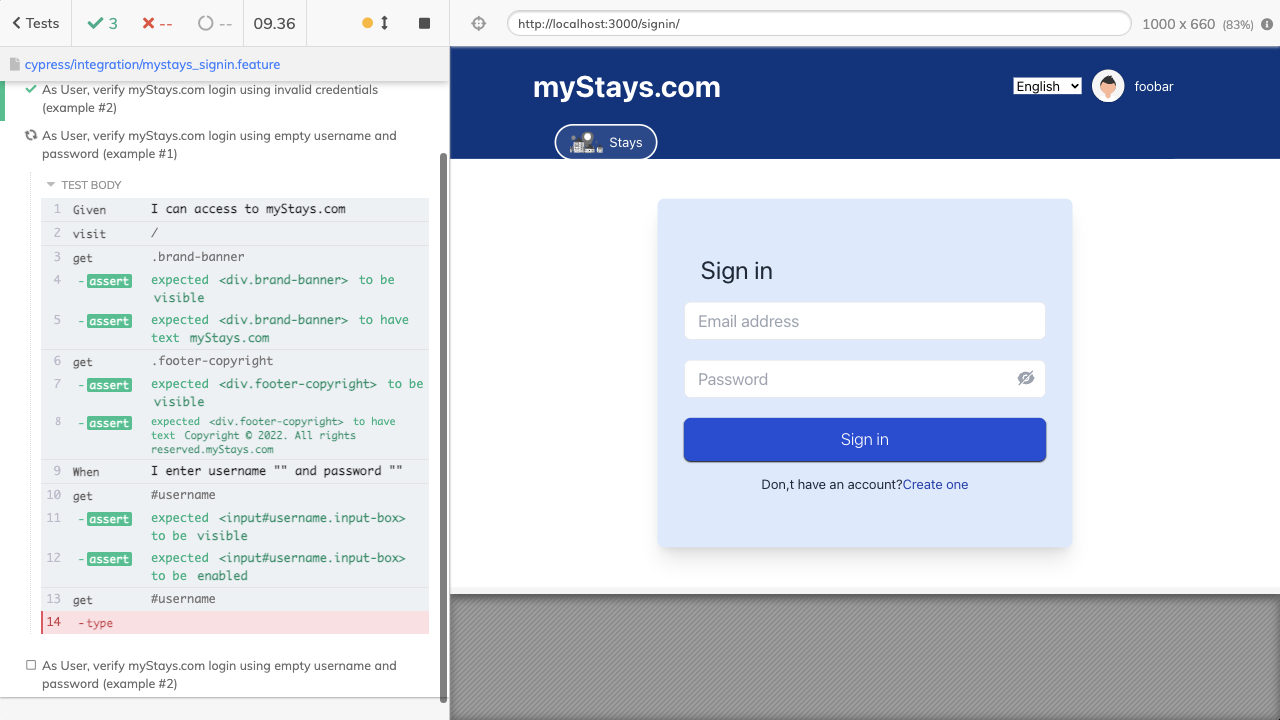 Tests
3
--
--
09.36
http://localhost:3000/signin/
1000 x 660 (83%)
cypress/integration/mystays_signin.feature
As User, verify myStays.com login using invalid credentials
(example #2)
As User, verify myStays.com login using empty username and
password (example #1)
TEST BODY
1 Given I can access to myStays.com
2 visit /
3 get .brand-banner
4 -assert expected <div.brand-banner> to be
visible
5 -assert expected <div.brand-banner> to have
text myStays.com
6 get .footer-copyright
7 -assert expected <div.footer-copyright> to be
visible
8 -assert expected <div.footer-copyright> to have
text Copyright © 2022. All rights
reserved.myStays.com
9 When I enter username "" and password ""
10 get #username
11 -assert expected <input#username.input-box>
to be visible
12 -assert expected <input#username.input-box>
to be enabled
13 get #username
14 -type
As User, verify myStays.com login using empty username and
password (example #2)
myStays.com
English
foobar
Stays
Sign in
Email address
Password
Sign in
Don,t have an account?Create one